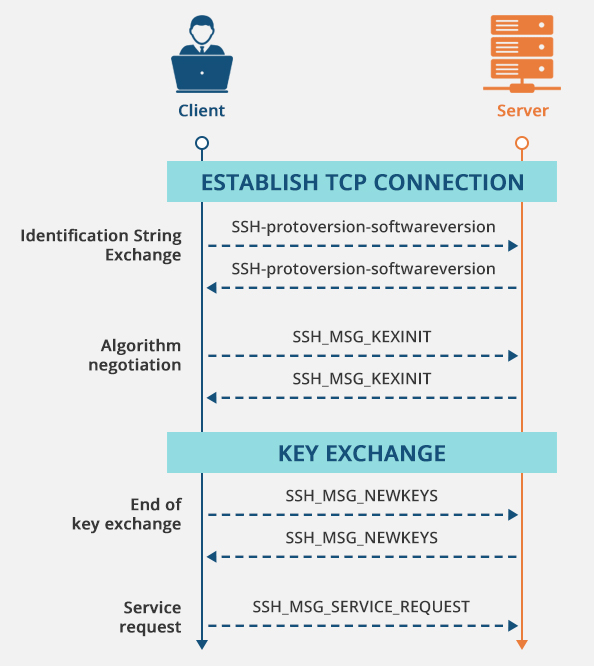 Client
Server
ESTABLISH TCP CONNECTION
Identification String
Exchange
SSH-protoversion-softwareversion
SSH-protoversion-softwareversion
Algorithm
negotiation
SSH_MSG_KEXINIT
SSH_MSG_KEXINIT
KEY EXCHANGE
End of
key exchange
SSH_MSG_NEWKEYS
SSH_MSG_NEWKEYS
Service
request
SSH_MSG_SERVICE_REQUEST